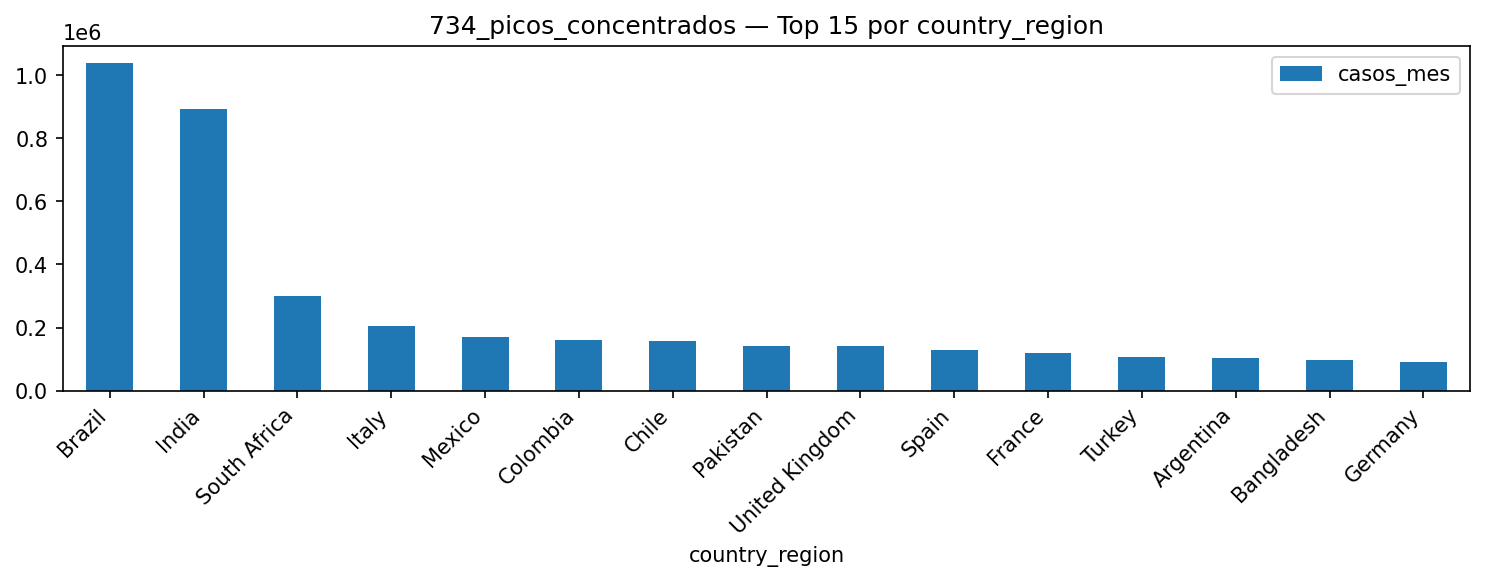 734_picos_concentrados — Top 15 por country_region
1e6
casos_mes
1.0
0.8
0.6
0.4
0.2
0.0
Brazil
India
South Africa
Italy
Mexico
Colombia
Chile
Pakistan
United Kingdom
Spain
France
Turkey
Argentina
Bangladesh
Germany
country_region